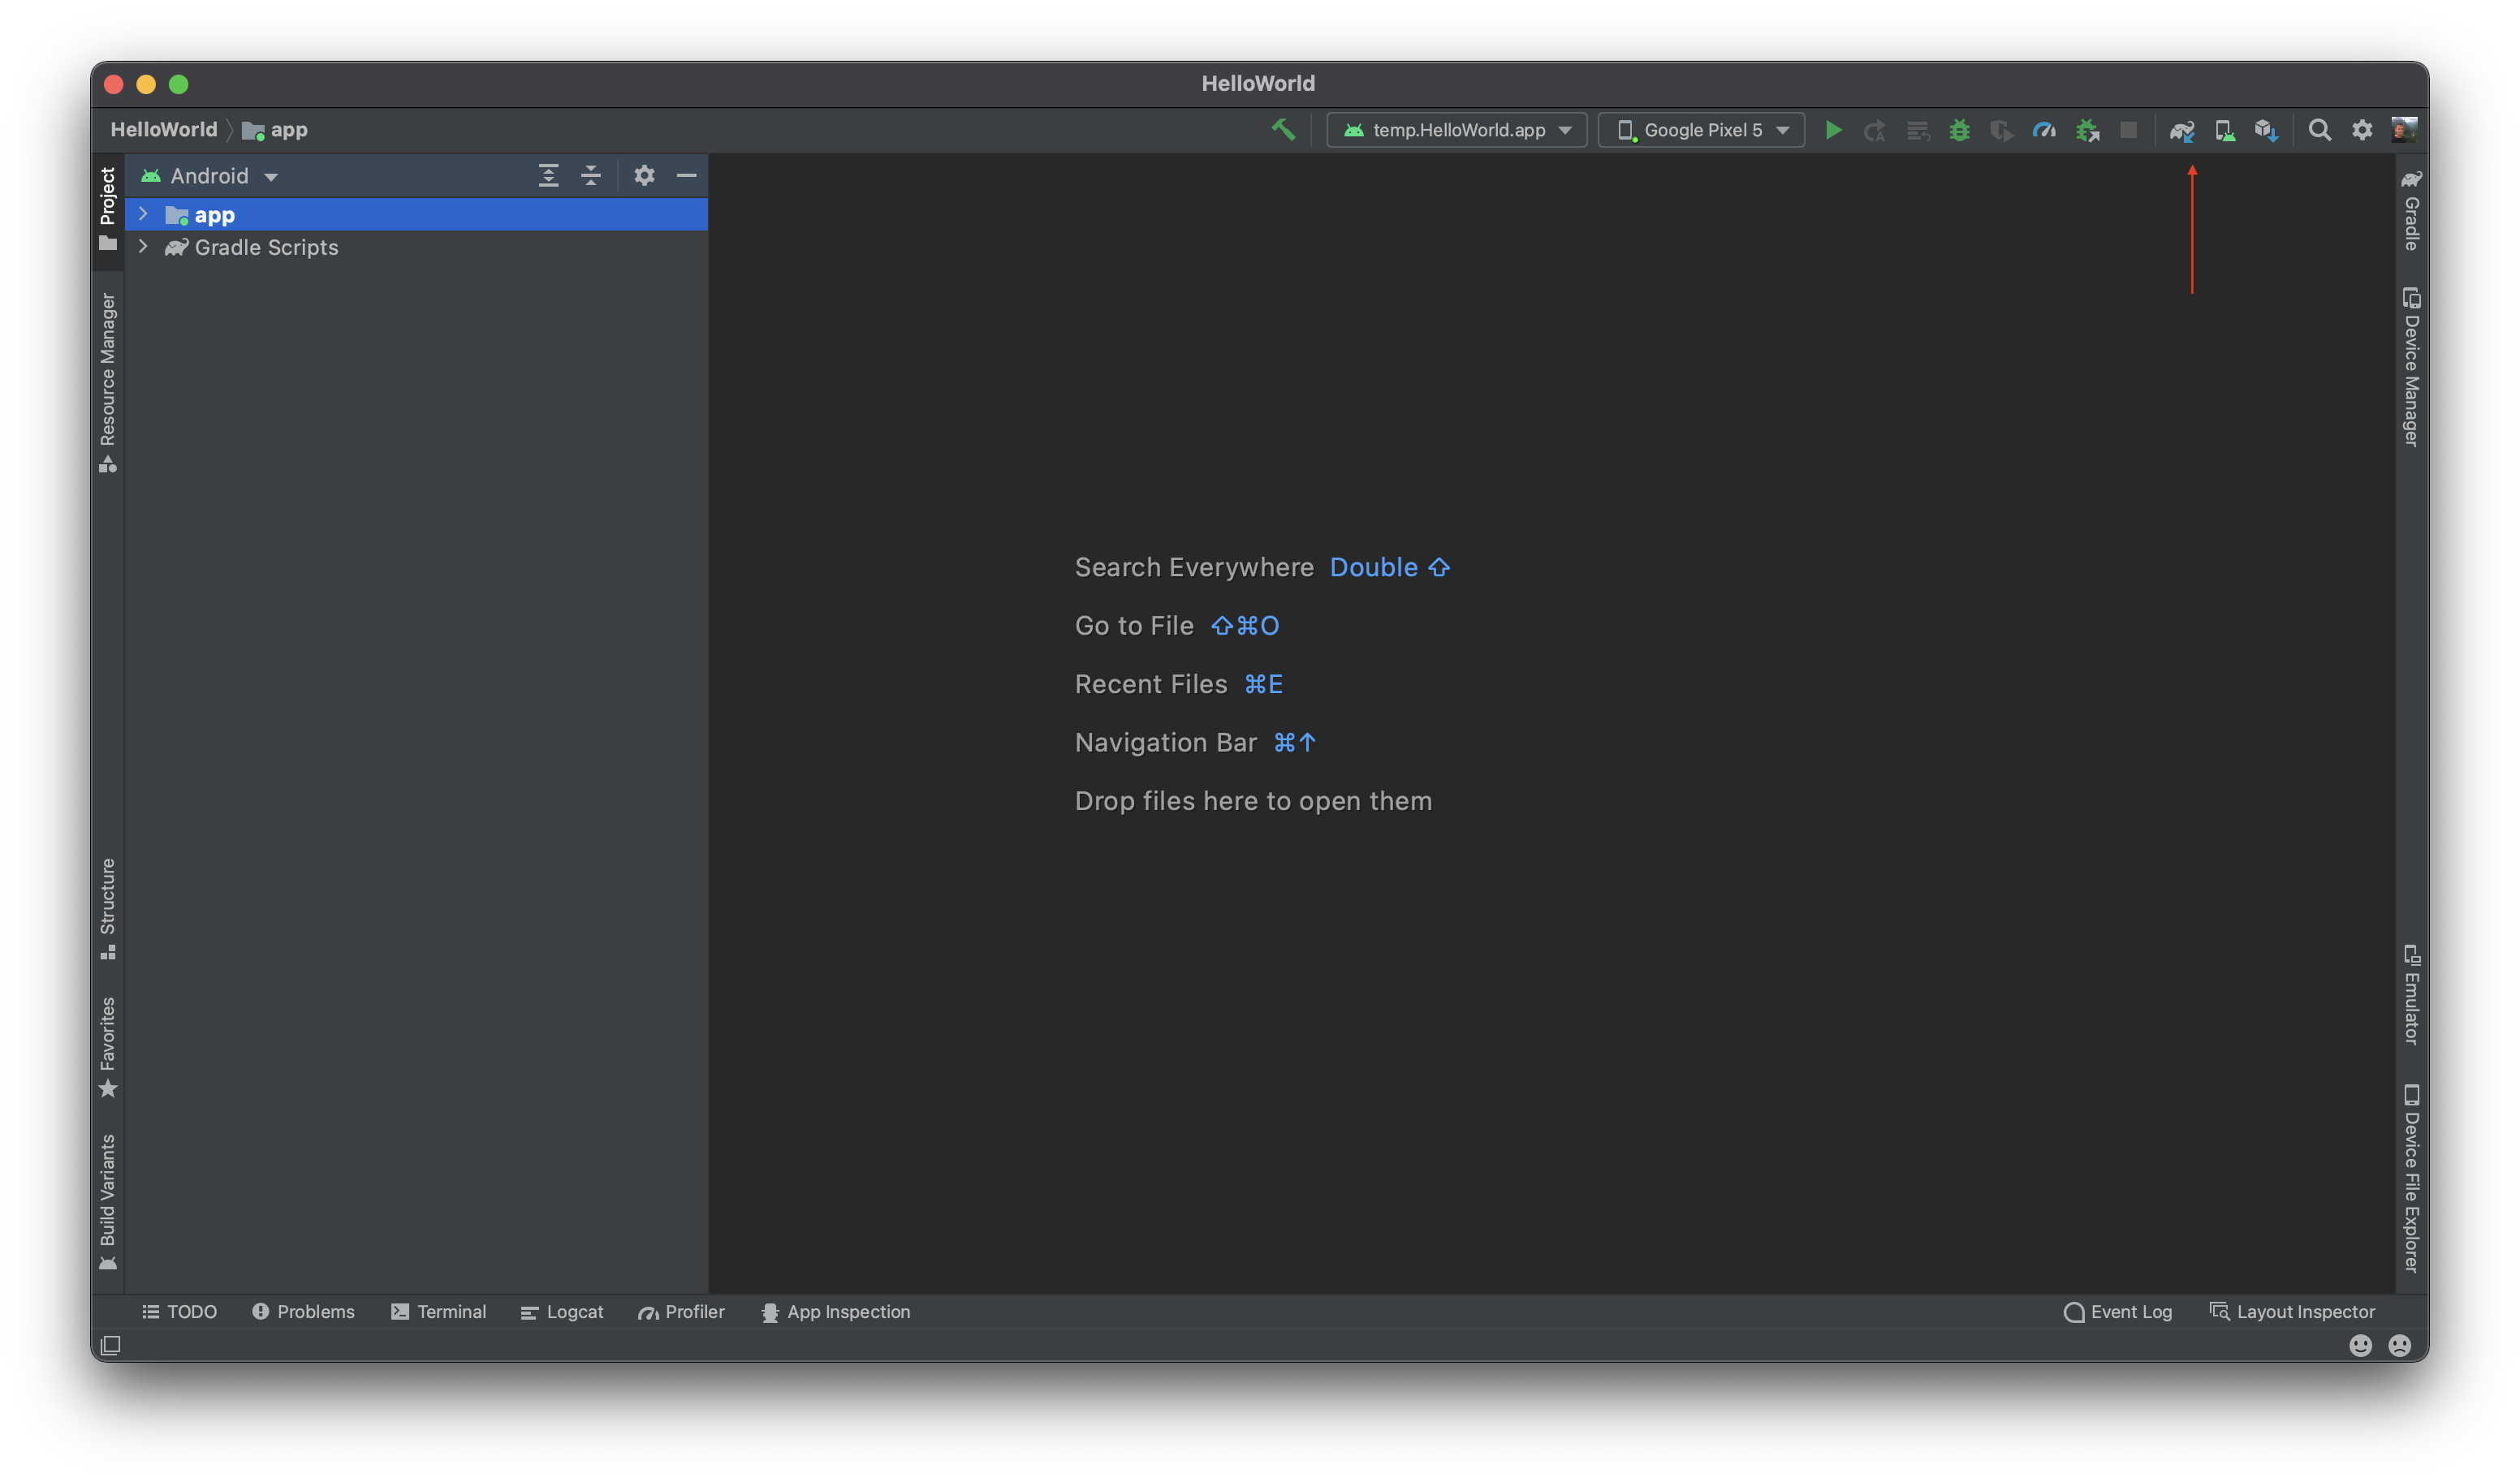 HelloWorld
HelloWorld app
temp.HelloWorld.app
Google Pixel 5
Android
app
Gradle Scripts
Project
Resource Manager
Structure
Favorites
Build Variants
Search Everywhere Double ⇧
Go to File ⇧⌘O
Recent Files ⌘E
Navigation Bar ⌘↑
Drop files here to open them
Gradle
Device Manager
Emulator
Device File Explorer
TODO Problems Terminal Logcat Profiler App Inspection Event Log Layout Inspector